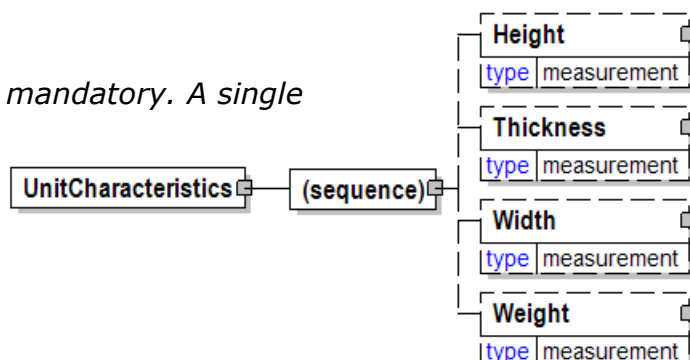 Height
type measurement
mandatory. A single
Thickness
type measurement
UnitCharacteristics (sequence)
Width
type measurement
Weight
type measurement